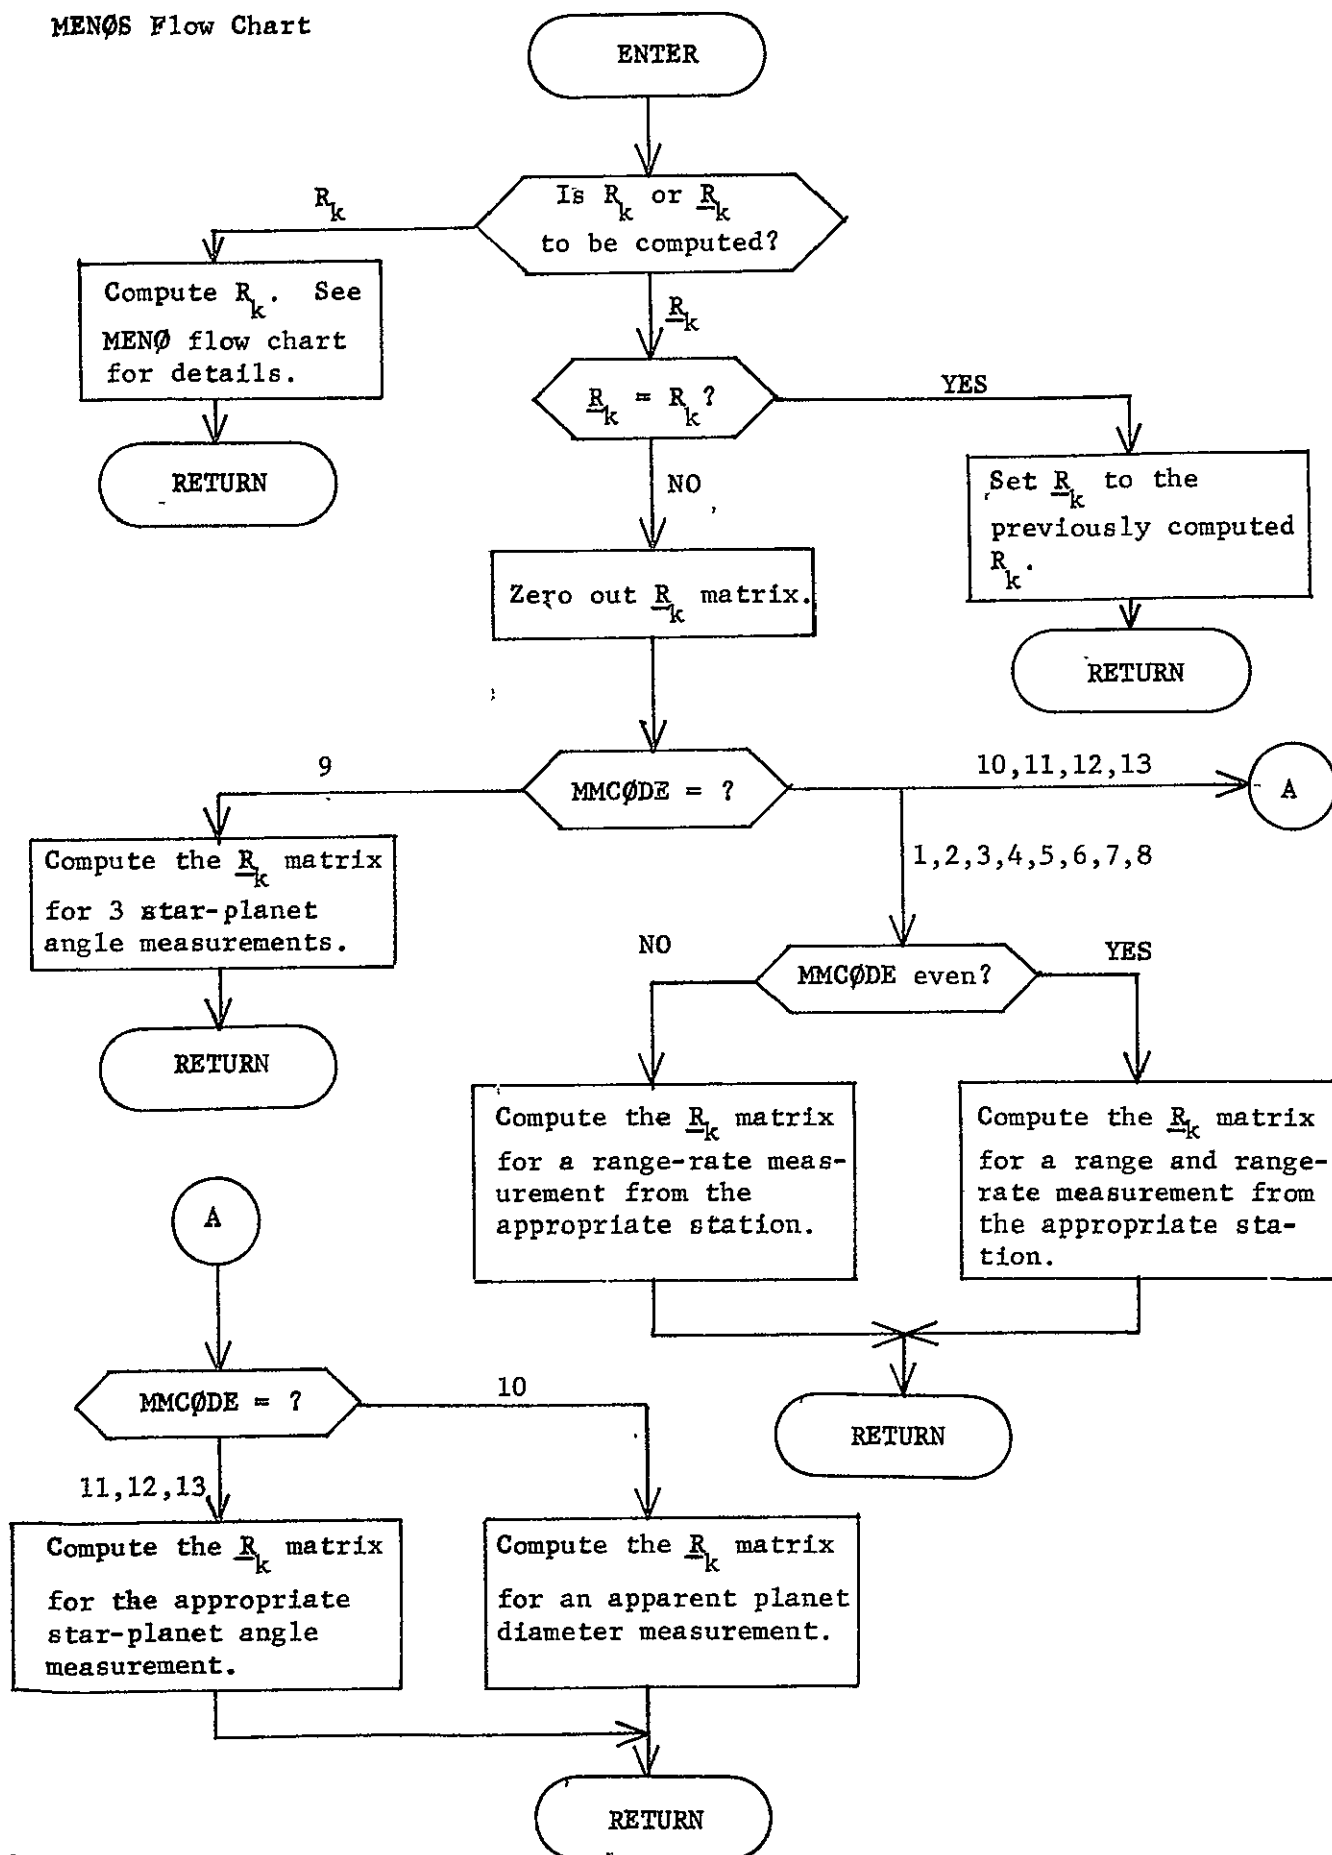 MENØS Flow Chart
ENTER
R_k
Is R_k or R̲_k
to be computed?
Compute R_k. See
MENØ flow chart
for details.
RETURN
R̲_k
R̲_k = R_k?
YES
NO
Set R̲_k to the
previously computed
R_k.
RETURN
Zero out R̲_k matrix.
9
MMCØDE = ?
10,11,12,13
A
1,2,3,4,5,6,7,8
Compute the R̲_k matrix
for 3 star-planet
angle measurements.
RETURN
NO
MMCØDE even?
YES
Compute the R̲_k matrix
for a range-rate meas-
urement from the
appropriate station.
Compute the R̲_k matrix
for a range and range-
rate measurement from
the appropriate sta-
tion.
RETURN
A
MMCØDE = ?
10
11,12,13
Compute the R̲_k matrix
for the appropriate
star-planet angle
measurement.
Compute the R̲_k matrix
for an apparent planet
diameter measurement.
RETURN